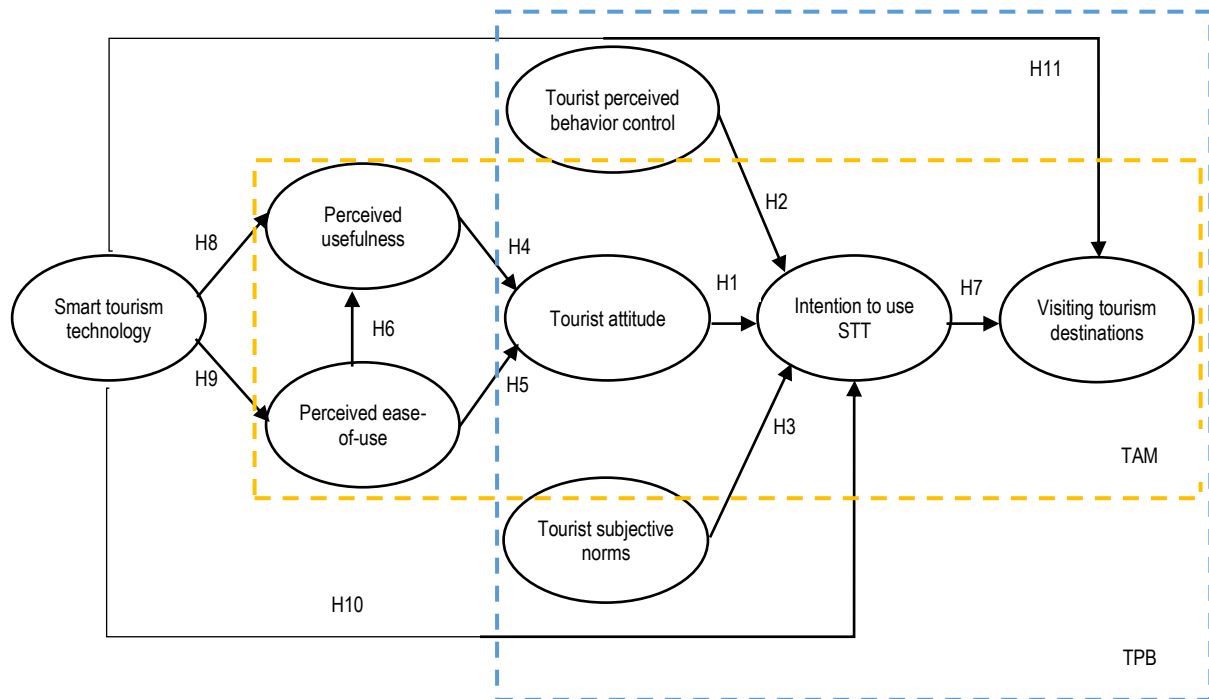 H11
Tourist perceived
behavior control
H2
Perceived
usefulness
H8
H4
Smart tourism
technology
H6
Tourist attitude
H1
Intention to use
STT
H7
Visiting tourism
destinations
H9
H5
Perceived ease-
of-use
H3
TAM
Tourist subjective
norms
H10
TPB